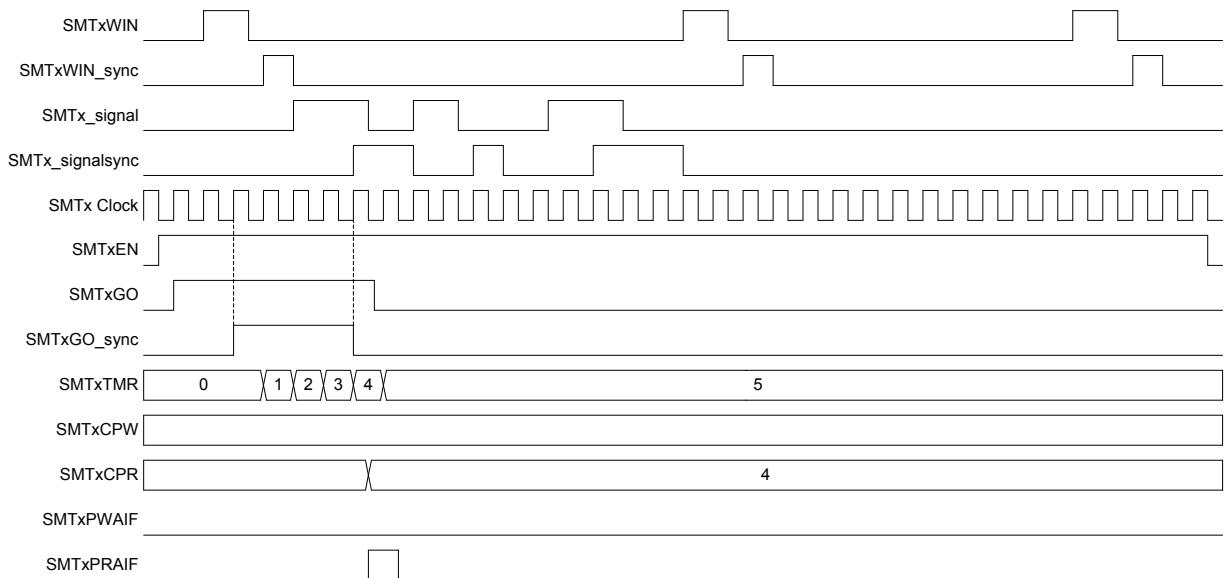 SMTxWIN
SMTxWIN_sync
SMTx_signal
SMTx_signalsync
SMTx Clock
SMTxEN
SMTxGO
SMTxGO_sync
SMTxTMR 0 1 2 3 4 5
SMTxCPW
SMTxCPR 4
SMTxPWAIF
SMTxPRAIF